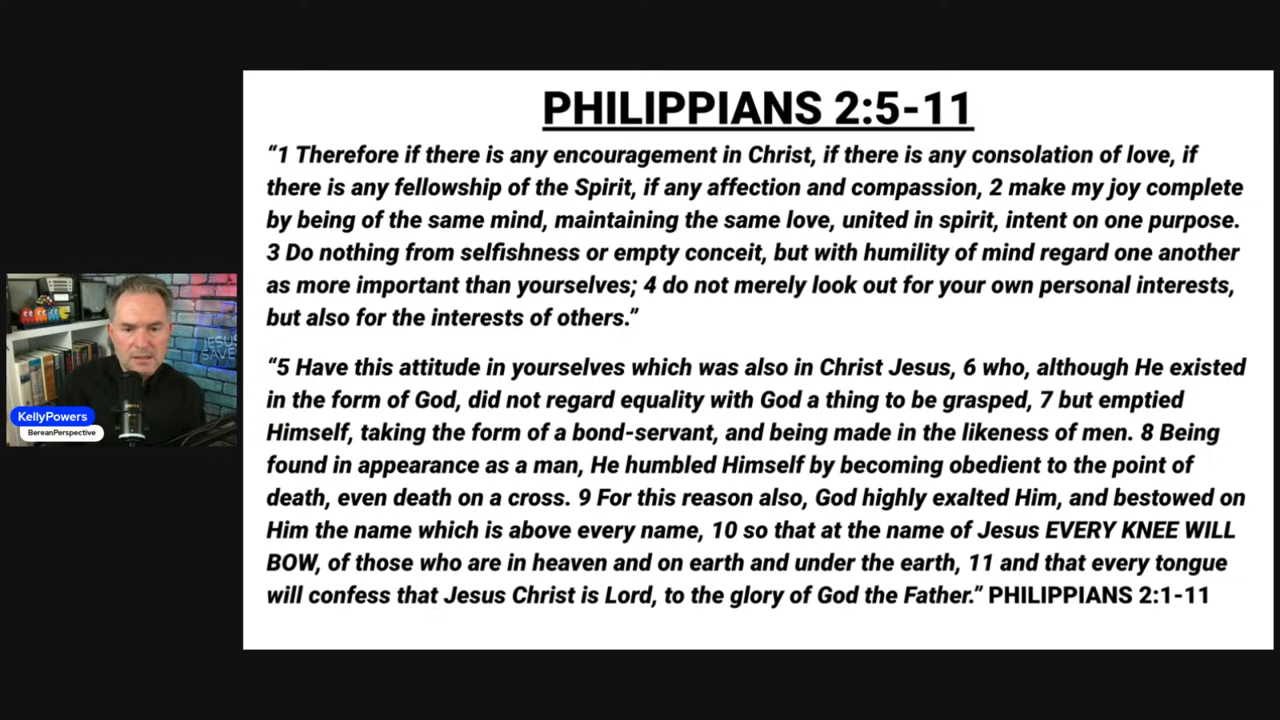 PHILIPPIANS 2:5-11
“1 Therefore if there is any encouragement in Christ, if there is any consolation of love, if
there is any fellowship of the Spirit, if any affection and compassion, 2 make my joy complete
by being of the same mind, maintaining the same love, united in spirit, intent on one purpose.
3 Do nothing from selfishness or empty conceit, but with humility of mind regard one another
as more important than yourselves; 4 do not merely look out for your own personal interests,
but also for the interests of others.”
“5 Have this attitude in yourselves which was also in Christ Jesus, 6 who, although He existed
in the form of God, did not regard equality with God a thing to be grasped, 7 but emptied
Himself, taking the form of a bond-servant, and being made in the likeness of men. 8 Being
found in appearance as a man, He humbled Himself by becoming obedient to the point of
death, even death on a cross. 9 For this reason also, God highly exalted Him, and bestowed on
Him the name which is above every name, 10 so that at the name of Jesus EVERY KNEE WILL
BOW, of those who are in heaven and on earth and under the earth, 11 and that every tongue
will confess that Jesus Christ is Lord, to the glory of God the Father.” PHILIPPIANS 2:1-11
JESUS
SAVE
KellyPowers
BereanPerspective